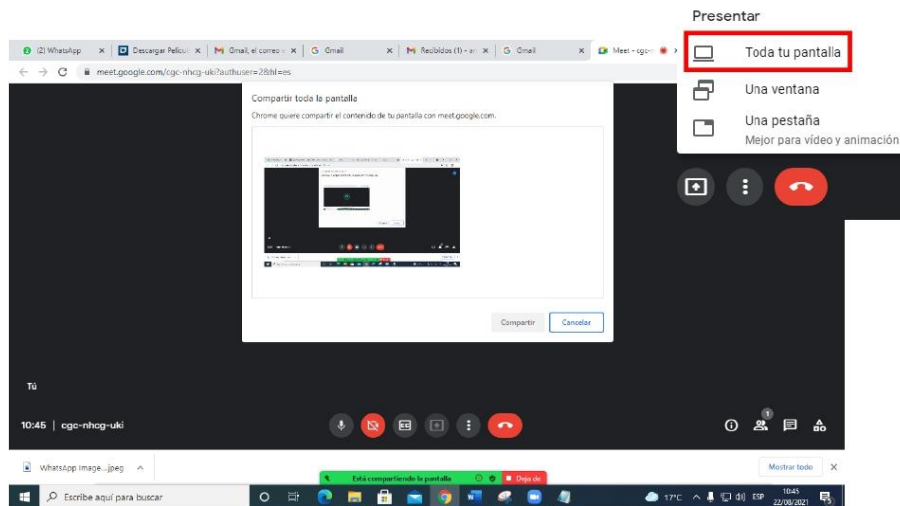 Presentar
Toda tu pantalla
Una ventana
Una pestaña
Mejor para vídeo y animación
(2) WhatsApp
Descargar Película
Gmail, el correo
Gmail
Recibidos (1)
Gmail
Meet - cgc-
meet.google.com/cgc-nhcg-uki?authuser=2&hl=es
Compartir toda la pantalla
Chrome quiere compartir el contenido de tu pantalla con meet.google.com.
Compartir
Cancelar
Tú
10:45 | cgc-nhcg-uki
1
WhatsApp Image...jpeg
Mostrar todo
Está compartiendo la pantalla
Deja de
Escribe aquí para buscar
17°C
ESP
10:45
22/08/2021